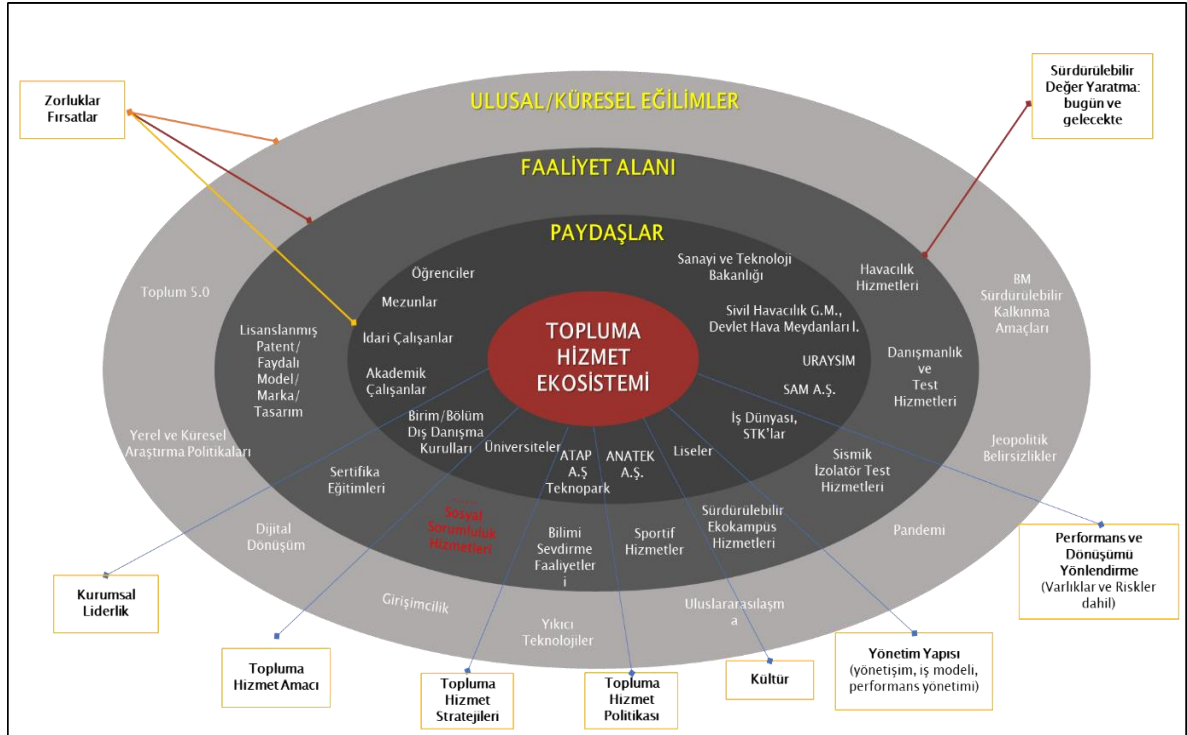 ULUSAL/KÜRESEL EĞİLİMLER
Zorluklar
Fırsatlar
Sürdürülebilir
Değer Yaratma:
bugün ve
gelecekte
FAALİYET ALANI
PAYDAŞLAR
Öğrenciler
Mezunlar
İdari Çalışanlar
Akademik
Çalışanlar
Birim/Bölüm
Dış Danışma
Kurulları
Üniversiteler
ATAP
A.Ş
Teknopark
ANATEK
A.Ş.
Liseler
İş Dünyası,
STK'lar
SAM A.Ş.
URAYSIM
Sivil Havacılık G.M.,
Devlet Hava Meydanları I.
Sanayi ve Teknoloji
Bakanlığı
TOPLUMA
HİZMET
EKOSİSTEMİ
Lisanslanmış
Patent/
Faydalı
Model/
Marka/
Tasarım
Sertifika
Eğitimleri
Sosyal
Sorumluluk
Hizmetleri
Bilimi
Sevdirme
Faaliyetler
i
Sportif
Hizmetler
Sürdürülebilir
Ekokampüs
Hizmetleri
Sismik
İzolatör Test
Hizmetleri
Danışmanlık
ve
Test
Hizmetleri
Havacılık
Hizmetleri
Toplum 5.0
Yerel ve Küresel
Araştırma Politikaları
Dijital
Dönüşüm
Girişimcilik
Yıkıcı
Teknolojiler
Uluslararasılaşm
a
Pandemi
Jeopolitik
Belirsizlikler
BM
Sürdürülebilir
Kalkınma
Amaçları
Kurumsal
Liderlik
Topluma
Hizmet Amacı
Topluma
Hizmet
Stratejileri
Topluma
Hizmet
Politikası
Kültür
Yönetim Yapısı
(yönetişim, iş modeli,
performans yönetimi)
Performans ve
Dönüşümü
Yönlendirme
(Varlıklar ve Riskler
dahil)